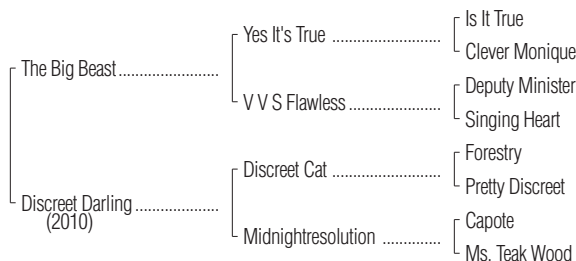 Is It True
Yes It's True ........................
Clever Monique
The Big Beast ......................
Deputy Minister
V V S Flawless ....................
Singing Heart
Forestry
Discreet Cat ........................
Pretty Discreet
Discreet Darling ..................
(2010)
Capote
Midnightresolution .............
Ms. Teak Wood